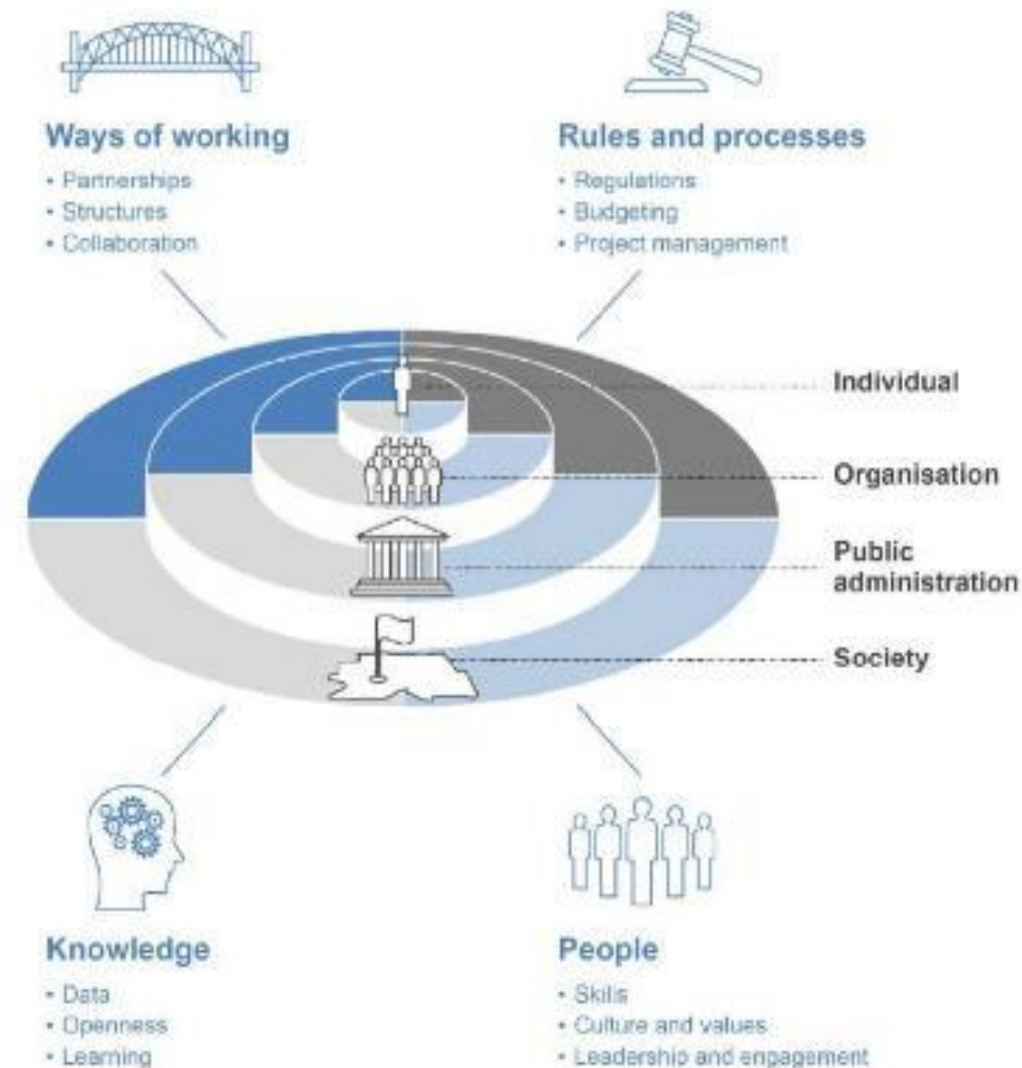 Ways of working
• Partnerships
• Structures
• Collaboration
Rules and processes
• Regulations
• Budgeting
• Project management
Individual
Organisation
Public
administration
Society
Knowledge
• Data
• Openness
• Learning
People
• Skills
• Culture and values
• Leadership and engagement